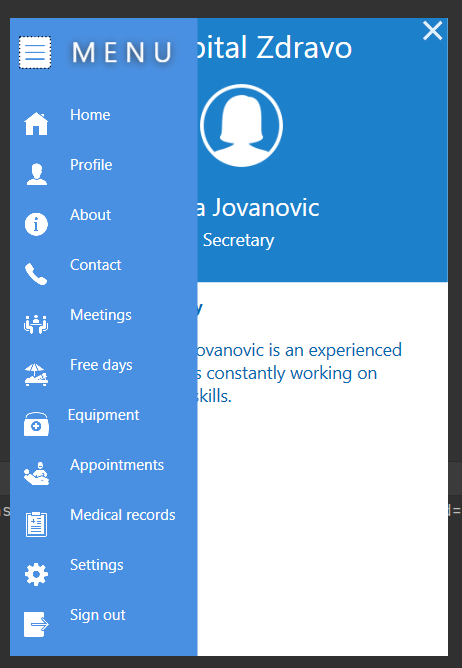 MENU
pital Zdravo
Home
Profile
About
Contact
Meetings
Free days
Equipment
Appointments
Medical records
Settings
Sign out
a Jovanovic
Secretary
y
ovanovic is an experienced
s constantly working on
skills.
d=